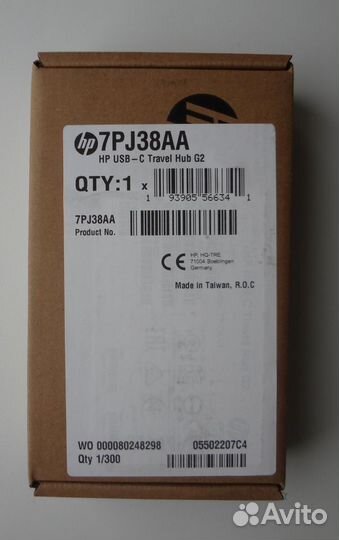 hp 7PJ38AA
HP USB-C Travel Hub G2
QTY:1 x
1 93905 56634 1
7PJ38AA
Product No.
CE
HP, HQ-TRE
71004 Boeblingen
Germany
Made in Taiwan, R.O.C
WO 000080248298
05502207C4
Qty 1/300
Avito